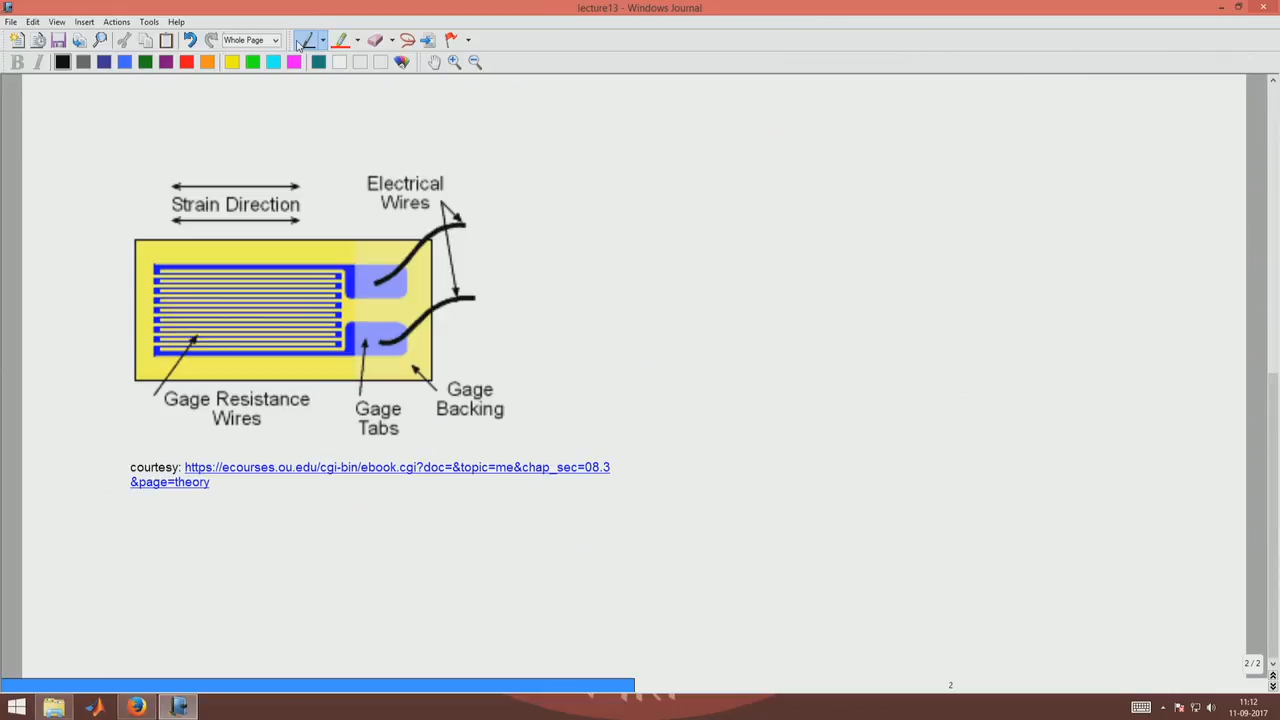 lecture13 - Windows Journal
File Edit View Insert Actions Tools Help
Whole Page
B I
Strain Direction
Electrical
Wires
Gage Resistance
Wires
Gage
Tabs
Gage
Backing
courtesy: https://ecourses.ou.edu/cgi-bin/ebook.cgi?doc=&topic=me&chap_sec=08.3
&page=theory
2 / 2
2
11:12
11-09-2017